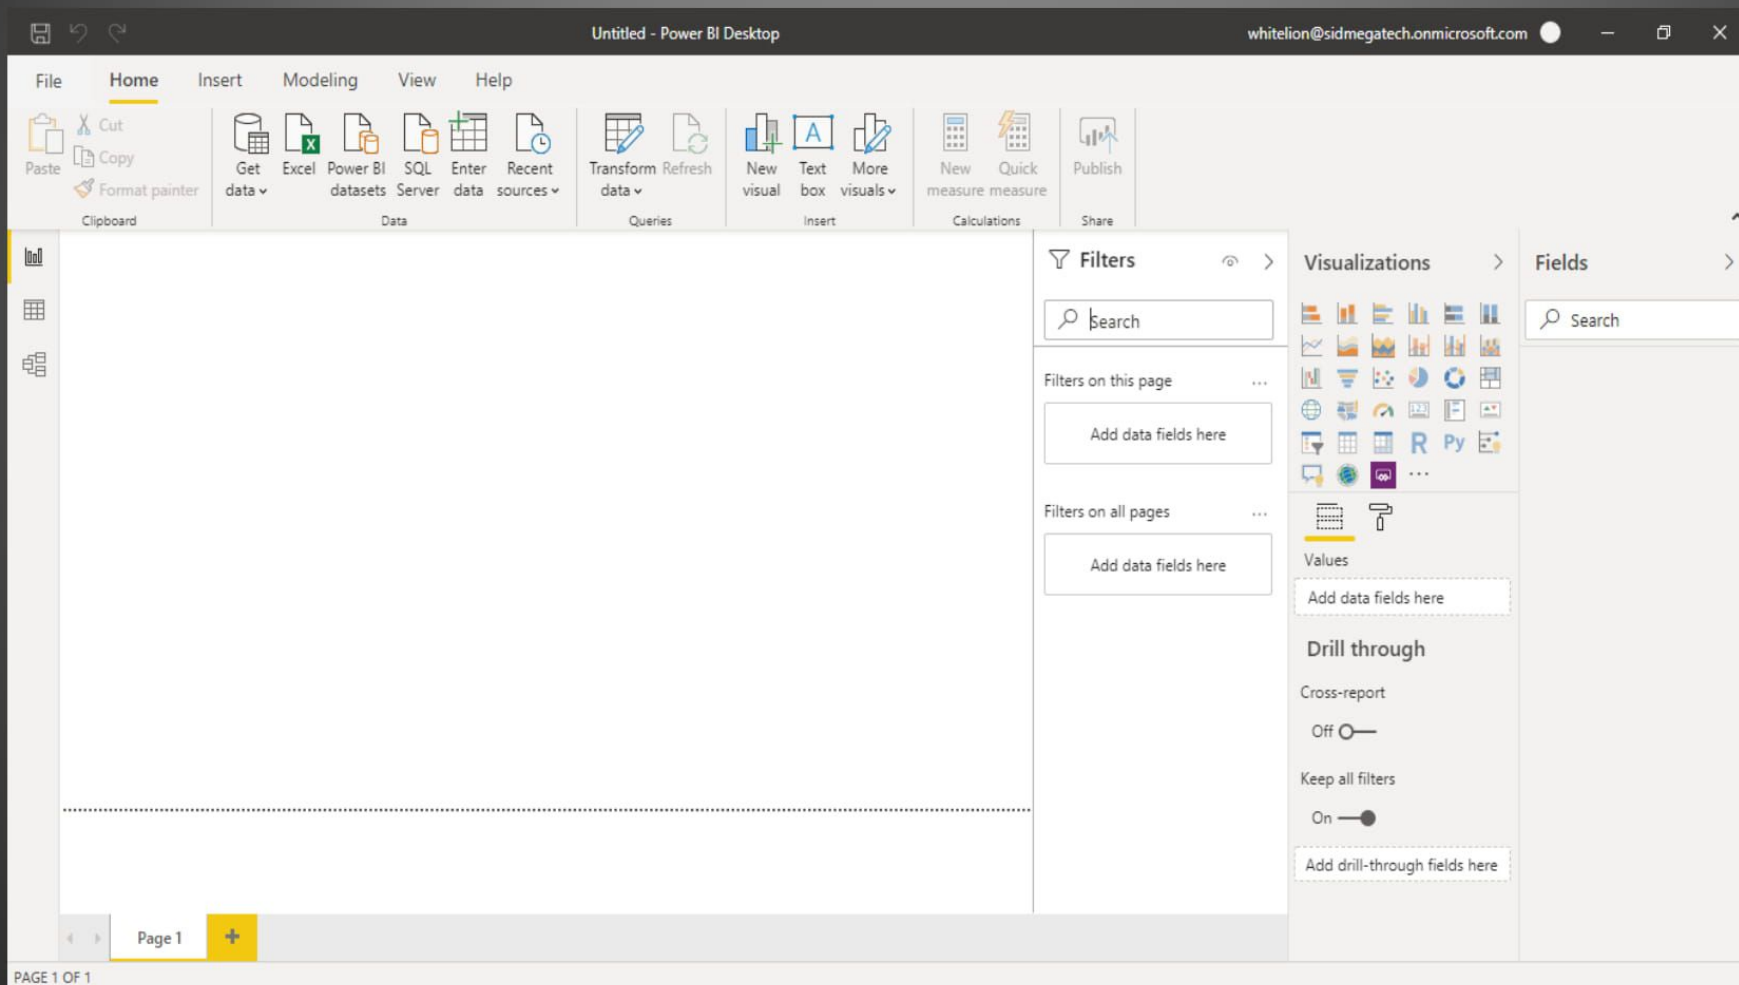 Untitled - Power BI Desktop
whitelion@sidmegatech.onmicrosoft.com
File Home Insert Modeling View Help
Paste
Cut
Copy
Format painter
Clipboard
Get data
Excel
Power BI datasets
SQL Server
Enter data
Recent sources
Data
Transform data
Refresh
Queries
New visual
A
Text box
More visuals
Insert
New measure
Quick measure
Calculations
Publish
Share
Filters
Search
Filters on this page
...
Add data fields here
Filters on all pages
...
Add data fields here
Visualizations
123
R
Py
...
Values
Add data fields here
Drill through
Cross-report
Off
Keep all filters
On
Add drill-through fields here
Fields
Search
Page 1
+
PAGE 1 OF 1